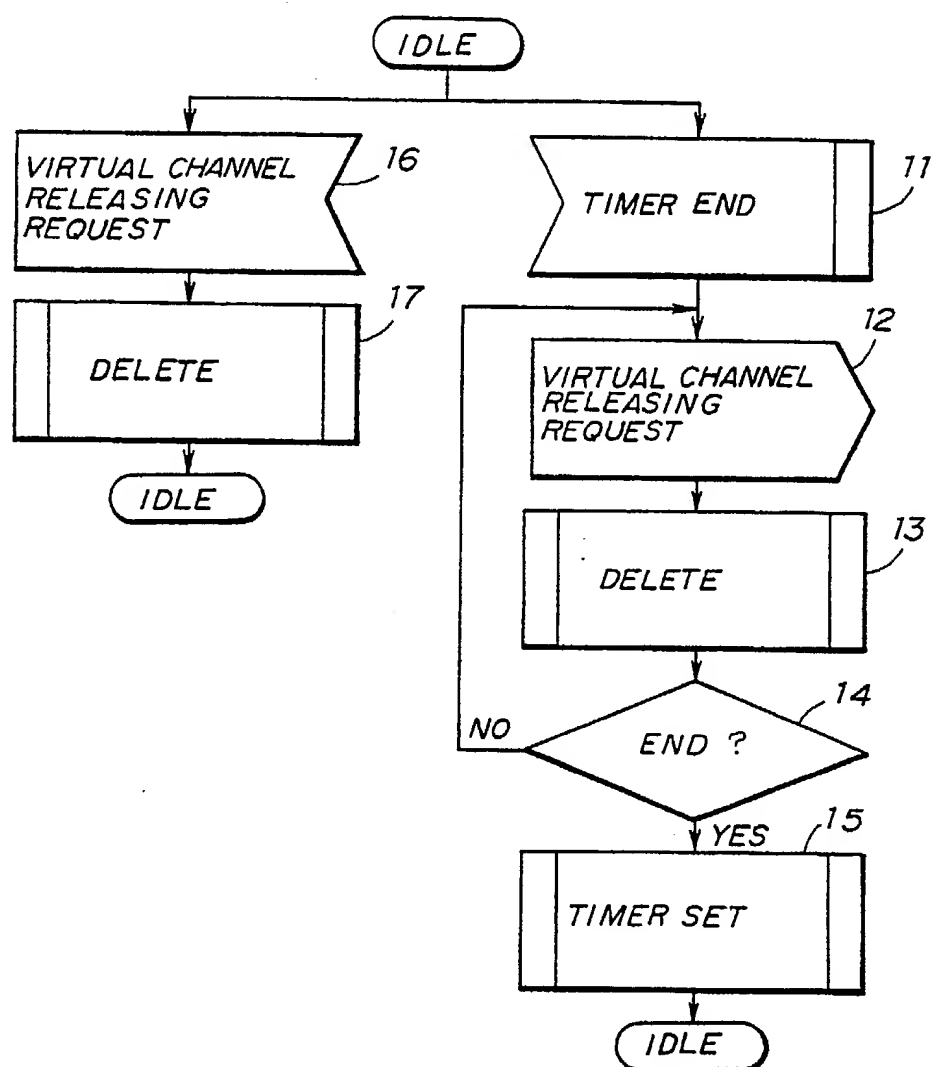 IDLE
VIRTUAL CHANNEL
RELEASING
REQUEST
16
TIMER END
11
17
DELETE
12
VIRTUAL CHANNEL
RELEASING
REQUEST
IDLE
13
DELETE
14
NO
END ?
YES
15
TIMER SET
IDLE